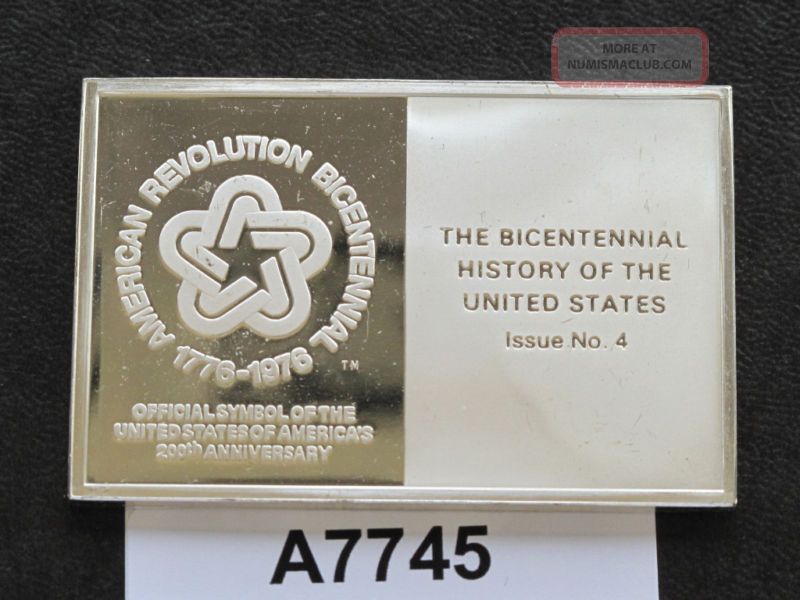 MORE AT
NUMISMACLUB.COM
AMERICAN REVOLUTION BICENTENNIAL
1776-1976
TM
OFFICIAL SYMBOL OF THE
UNITED STATES OF AMERICA'S
200th ANNIVERSARY
THE BICENTENNIAL
HISTORY OF THE
UNITED STATES
Issue No. 4
A7745